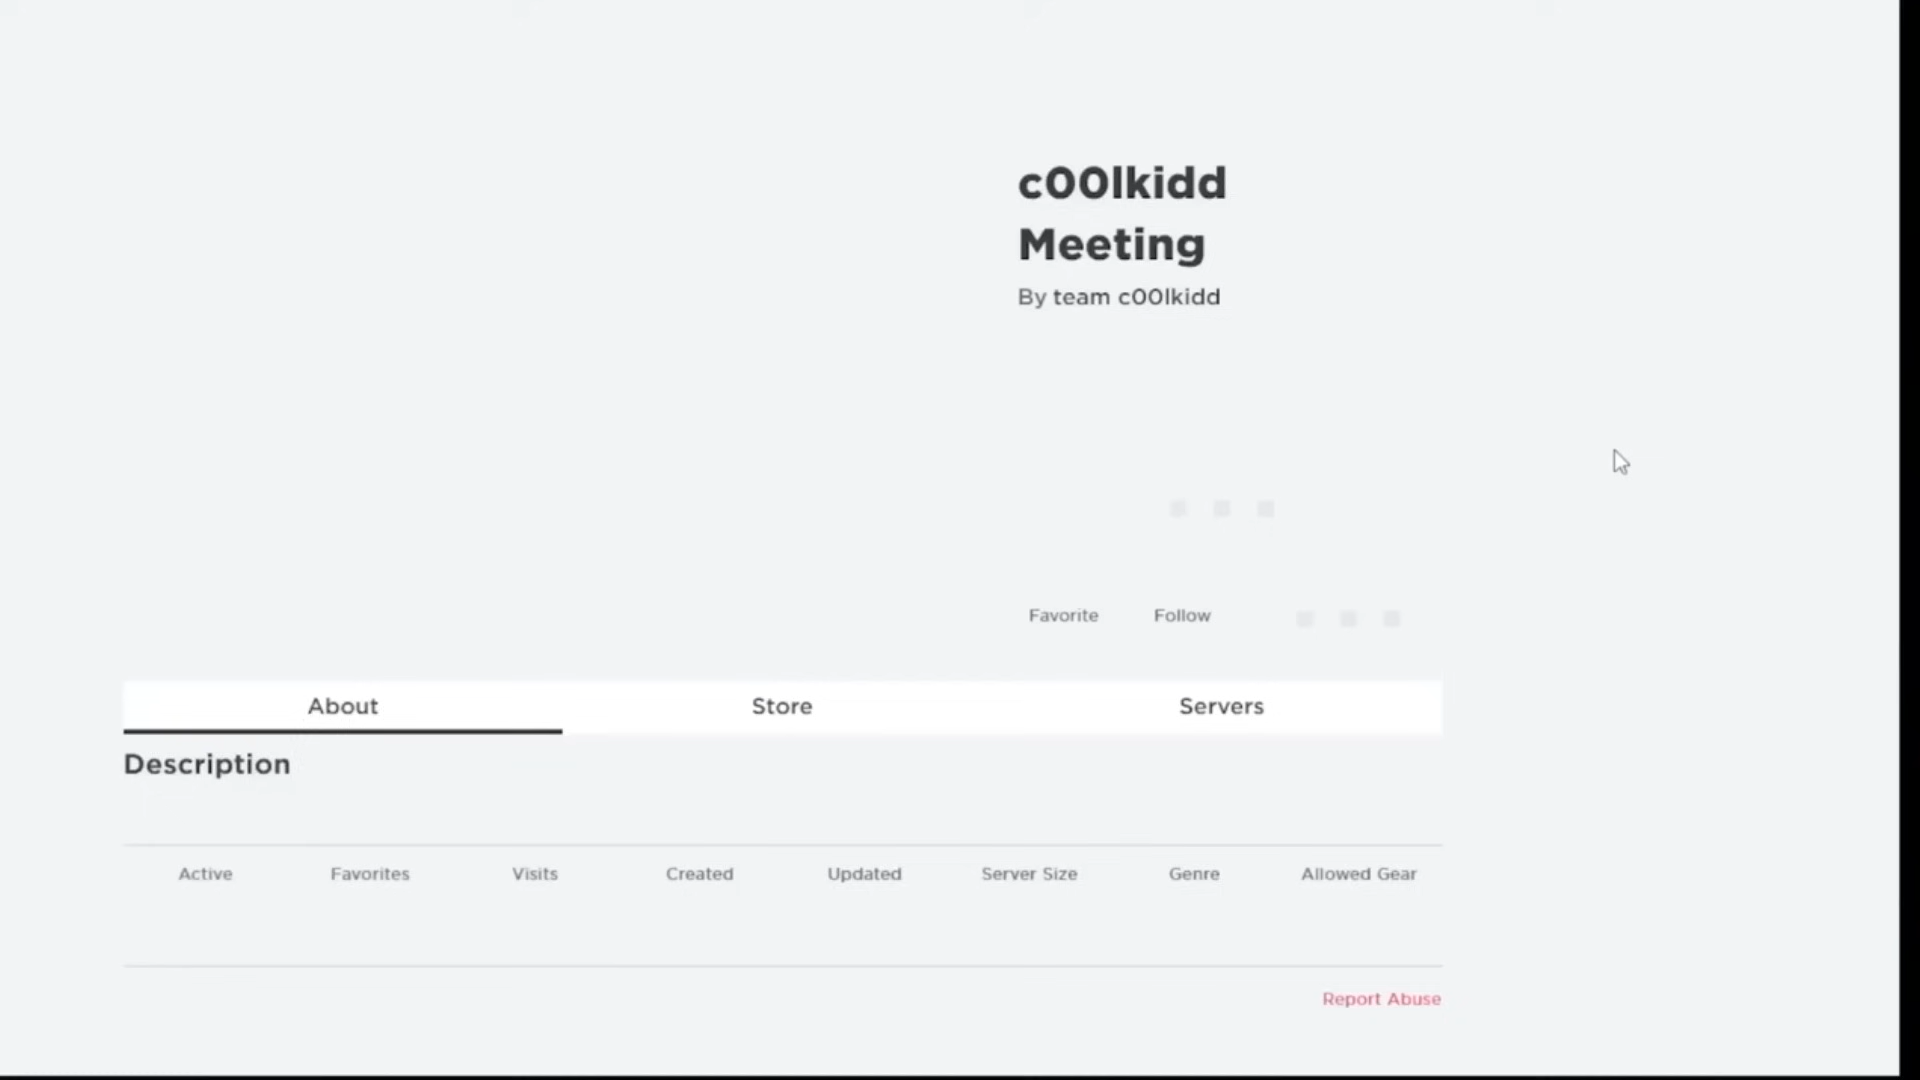 c00lkidd
Meeting
By team c00lkidd
Favorite Follow
About Store Servers
Description
Active Favorites Visits Created Updated Server Size Genre Allowed Gear
Report Abuse